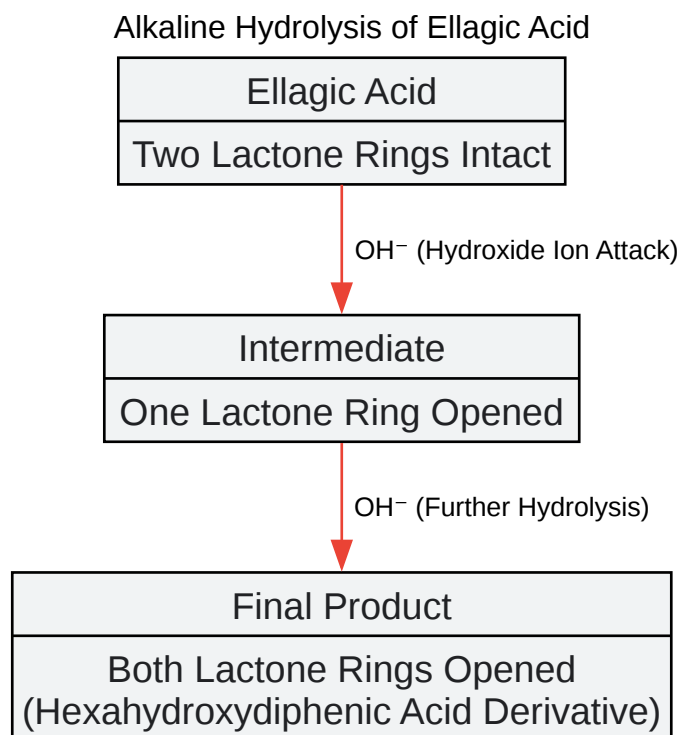 Alkaline Hydrolysis of Ellagic Acid
Ellagic Acid
Two Lactone Rings Intact
OH⁻ (Hydroxide Ion Attack)
Intermediate
One Lactone Ring Opened
OH⁻ (Further Hydrolysis)
Final Product
Both Lactone Rings Opened
(Hexahydroxydiphenic Acid Derivative)